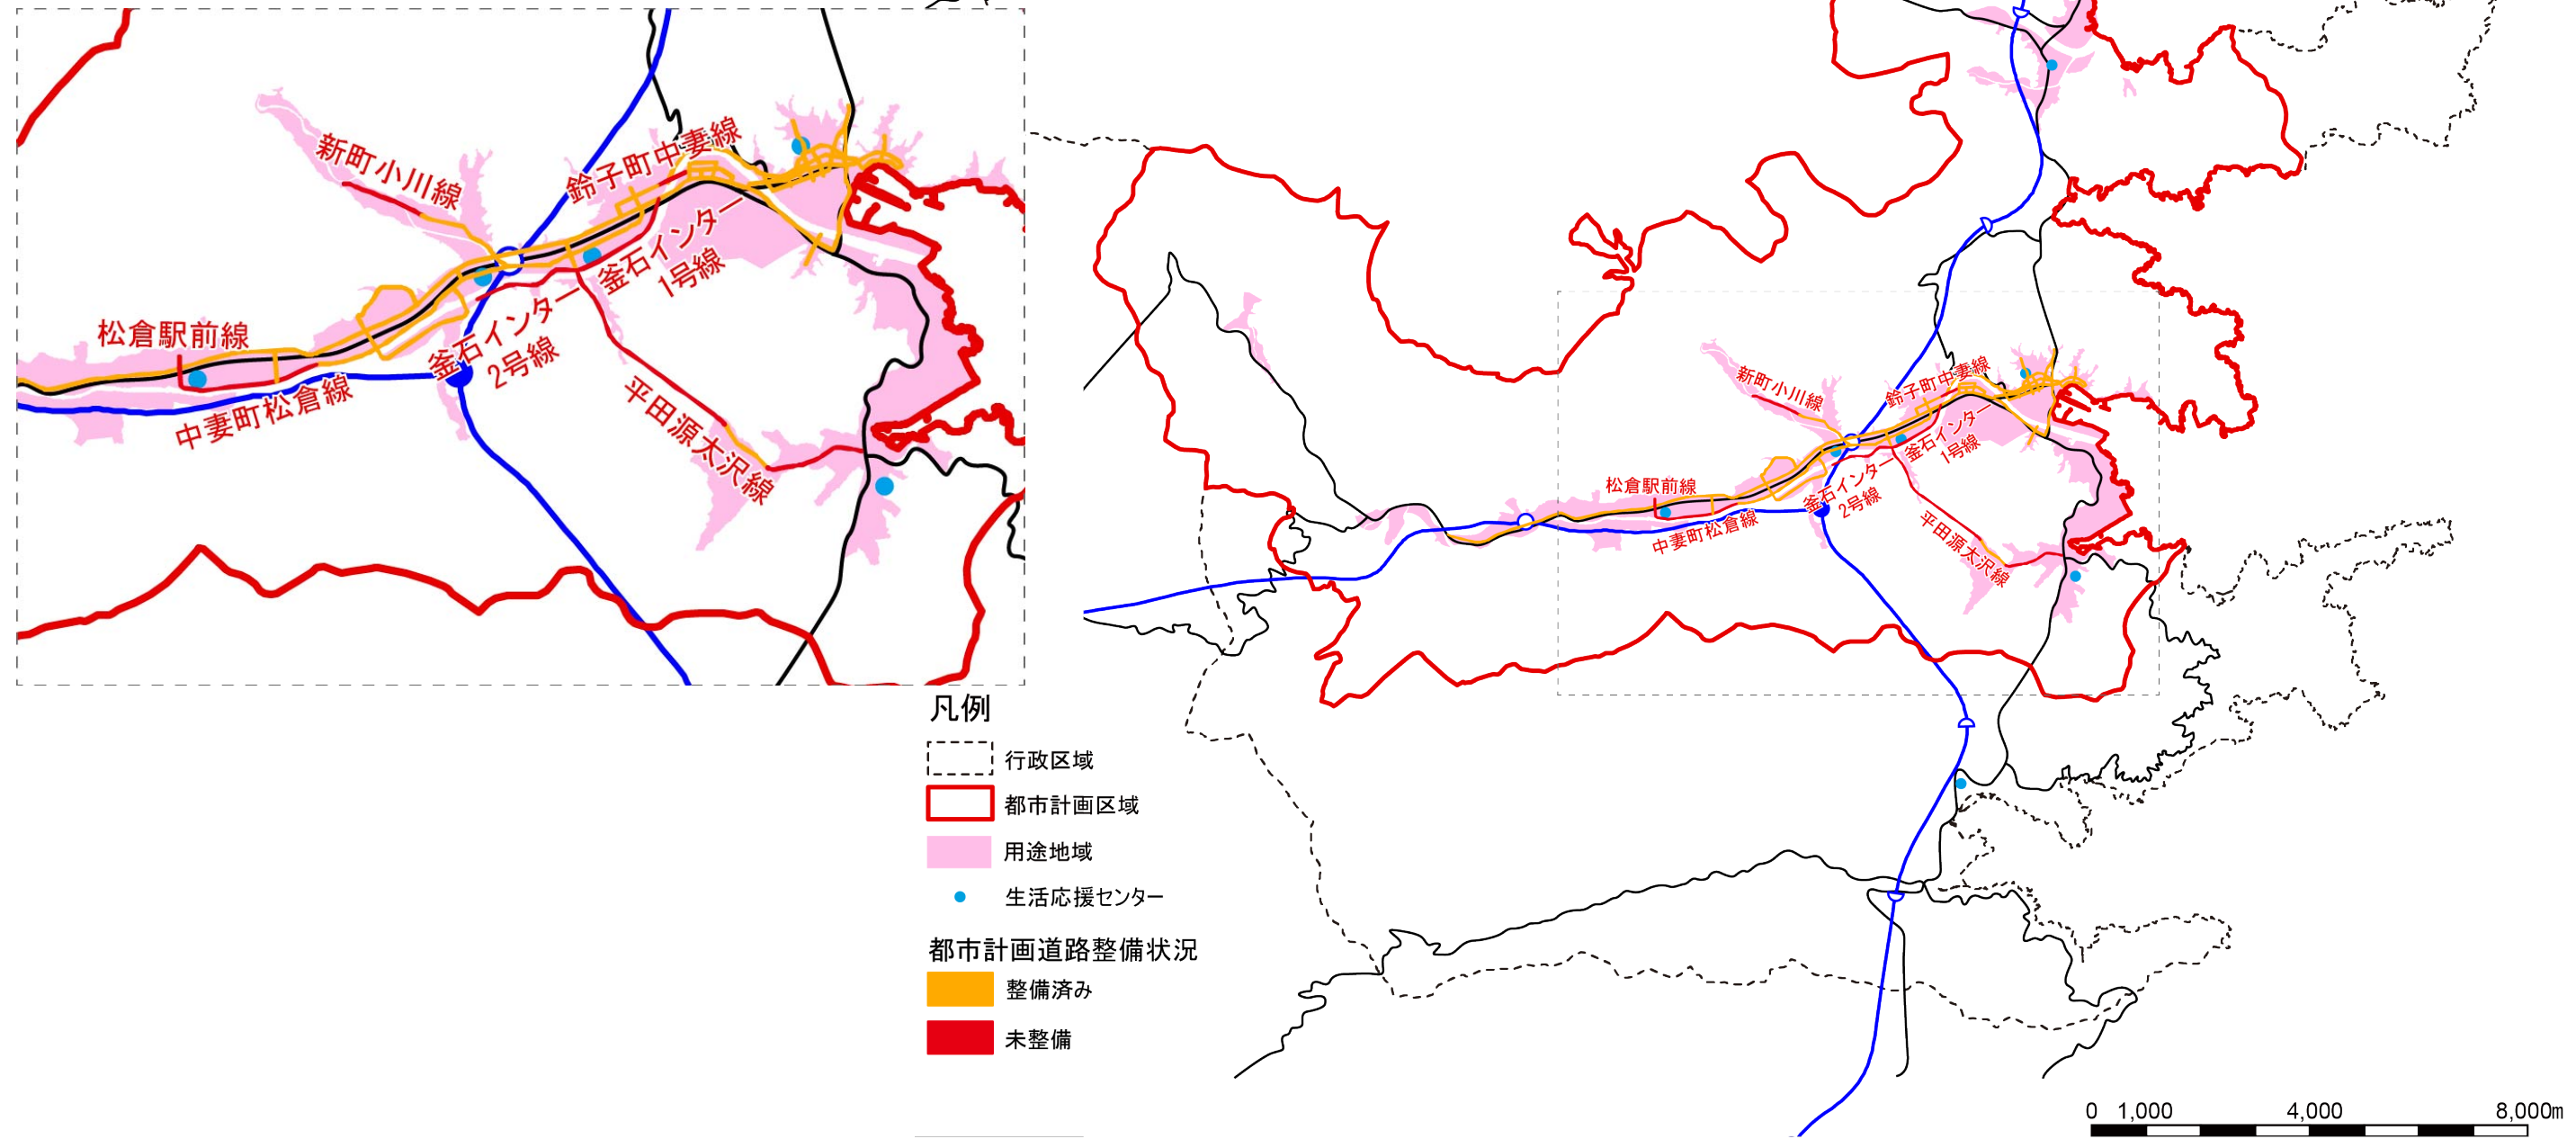 新町小川線
鈴子町中妻線
釜石インター
1号線
釜石インター
2号線
松倉駅前線
中妻町松倉線
平田源太沢線
新町小川線
鈴子町中妻線
釜石インター
1号線
釜石インター
2号線
松倉駅前線
中妻町松倉線
平田源太沢線
凡例
行政区域
都市計画区域
用途地域
生活応援センター
都市計画道路整備状況
整備済み
未整備
0 1,000 4,000 8,000m